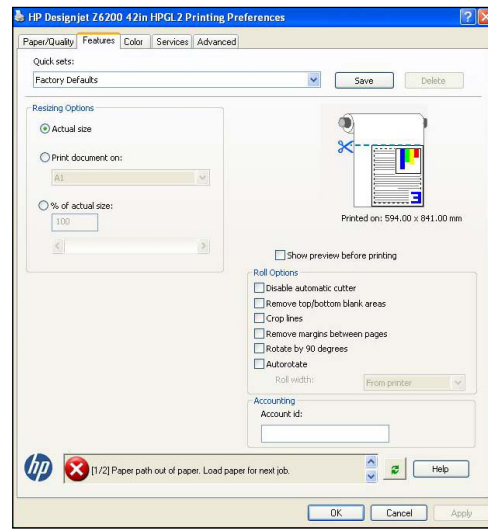 HP Designjet Z6200 42in HPGL2 Printing Preferences
Paper/Quality Features Color Services Advanced
Quick sets:
Factory Defaults Save Delete
Resizing Options
Actual size
Print document on:
A1
% of actual size:
100
Printed on: 594.00 x 841.00 mm
Show preview before printing
Roll Options
Disable automatic cutter
Remove top/bottom blank areas
Crop lines
Remove margins between pages
Rotate by 90 degrees
Autorotate
Roll width: From printer
Accounting
Account id:
hp [1/2] Paper path out of paper. Load paper for next job. Help
OK Cancel Apply